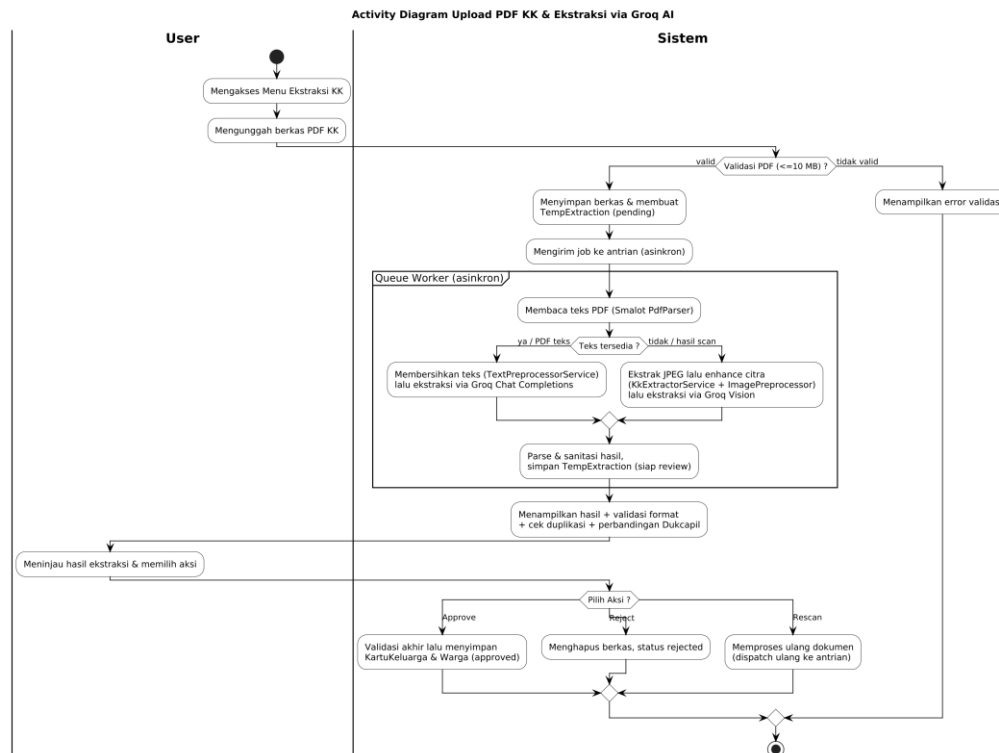 Activity Diagram Upload PDF KK & Ekstraksi via Groq AI
User
Sistem
Mengakses Menu Ekstraksi KK
Mengunggah berkas PDF KK
valid
Validasi PDF (<=10 MB) ?
tidak valid
Menyimpan berkas & membuat
TempExtraction (pending)
Menampilkan error validasi
Mengirim job ke antrian (asinkron)
Queue Worker (asinkron)
Membaca teks PDF (Smalot PdfParser)
ya / PDF teks
Teks tersedia ?
tidak / hasil scan
Membersihkan teks (TextPreprocessorService)
lalu ekstraksi via Groq Chat Completions
Ekstrak JPEG lalu enhance citra
(KkExtractorService + ImagePreprocessor)
lalu ekstraksi via Groq Vision
Parse & sanitasi hasil,
simpan TempExtraction (siap review)
Menampilkan hasil + validasi format
+ cek duplikasi + perbandingan Dukcapil
Meninjau hasil ekstraksi & memilih aksi
Pilih Aksi ?
Approve
Reject
Rescan
Validasi akhir lalu menyimpan
KartuKeluarga & Warga (approved)
Menghapus berkas, status rejected
Memproses ulang dokumen
(dispatch ulang ke antrian)